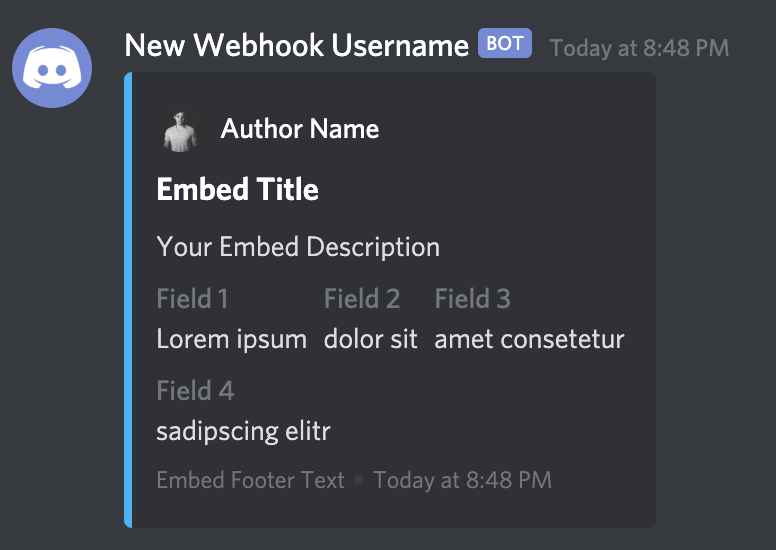 New Webhook Username BOT Today at 8:48 PM
Author Name
Embed Title
Your Embed Description
Field 1 Field 2 Field 3
Lorem ipsum dolor sit amet consetetur
Field 4
sadipscing elitr
Embed Footer Text • Today at 8:48 PM